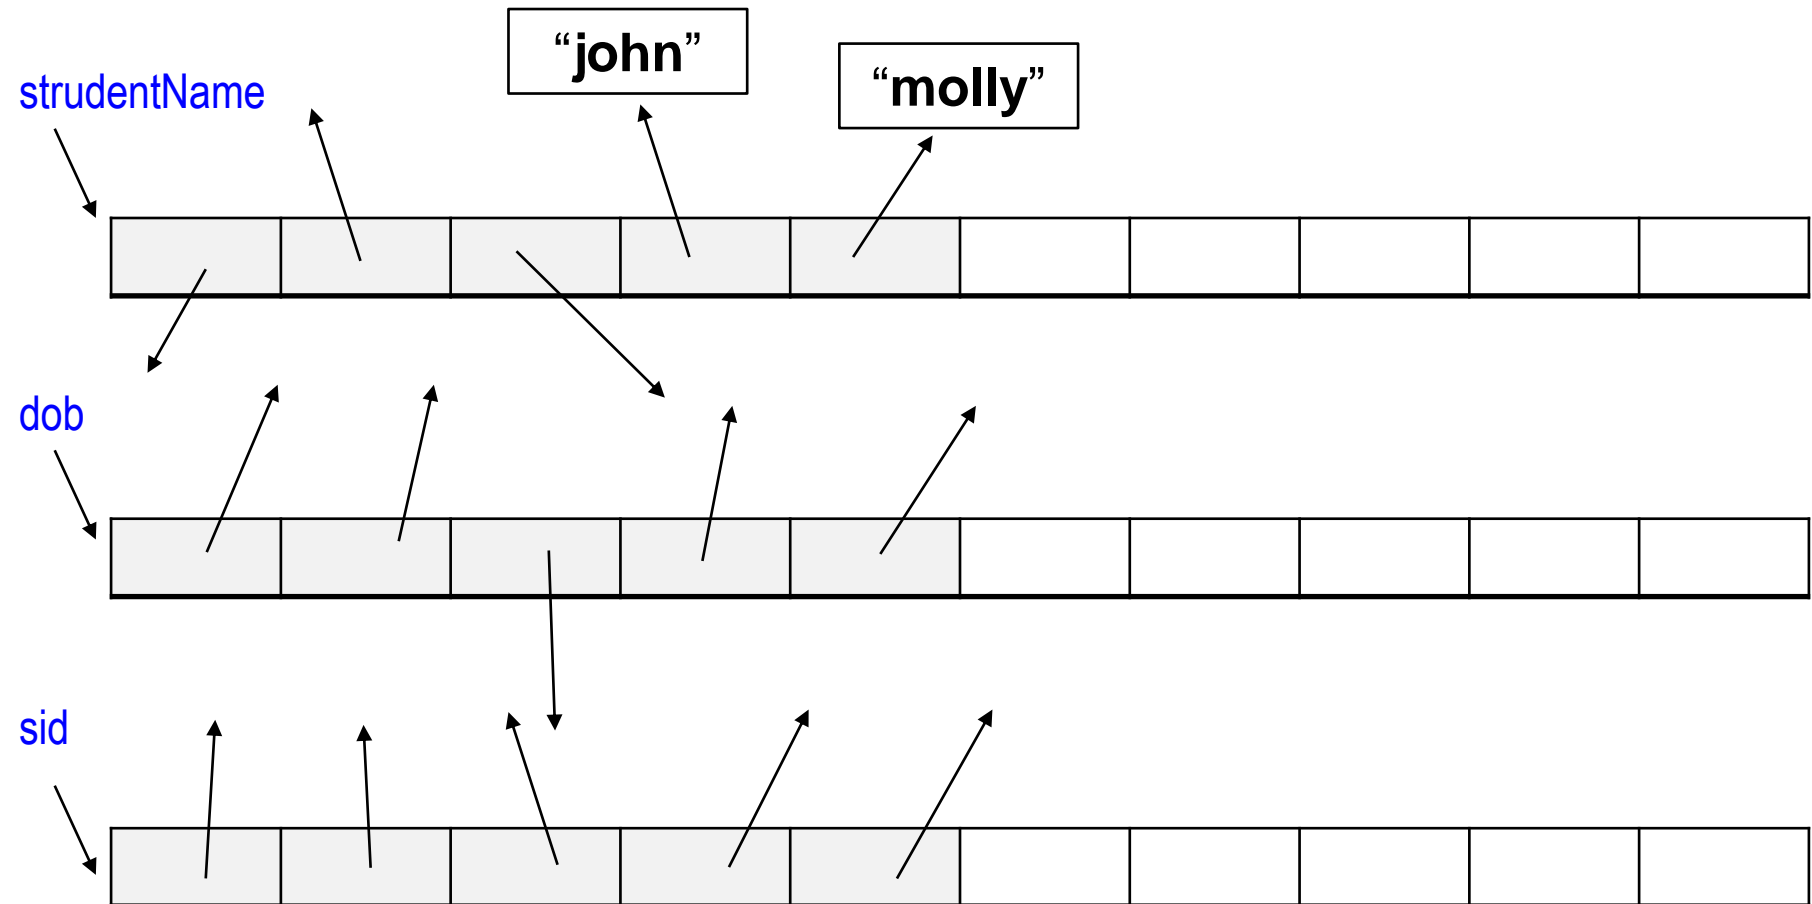 “john”
“molly”
strudentName
dob
sid